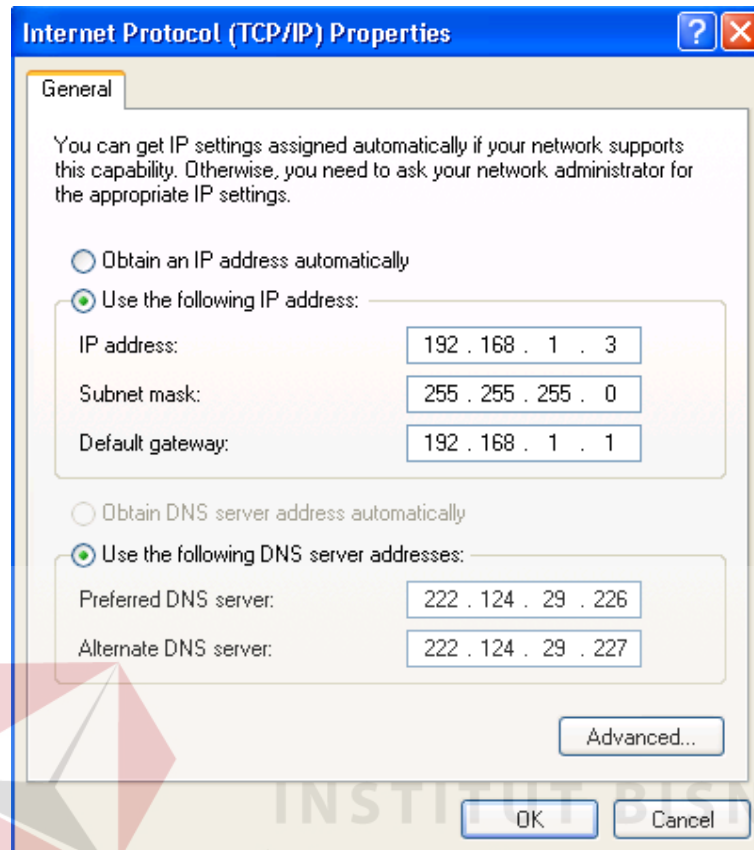 Internet Protocol (TCP/IP) Properties
General
You can get IP settings assigned automatically if your network supports
this capability. Otherwise, you need to ask your network administrator for
the appropriate IP settings.
Obtain an IP address automatically
Use the following IP address:
IP address: 192 . 168 . 1 . 3
Subnet mask: 255 . 255 . 255 . 0
Default gateway: 192 . 168 . 1 . 1
Obtain DNS server address automatically
Use the following DNS server addresses:
Preferred DNS server: 222 . 124 . 29 . 226
Alternate DNS server: 222 . 124 . 29 . 227
Advanced...
INSTITUT BISN
OK Cancel